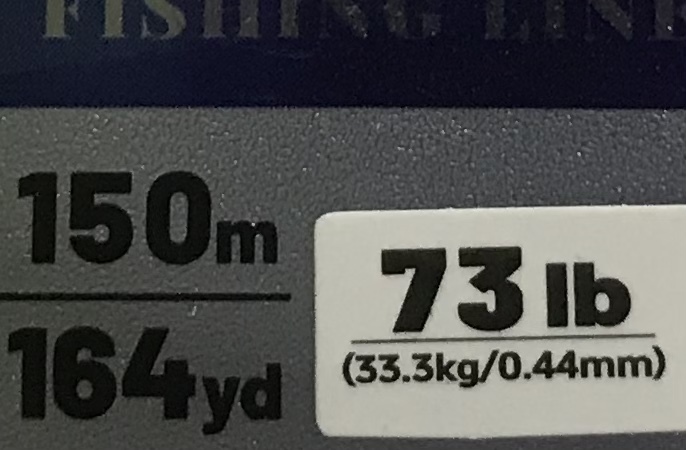 FISHING LINE
150m
164yd
73 lb
(33.3kg/0.44mm)